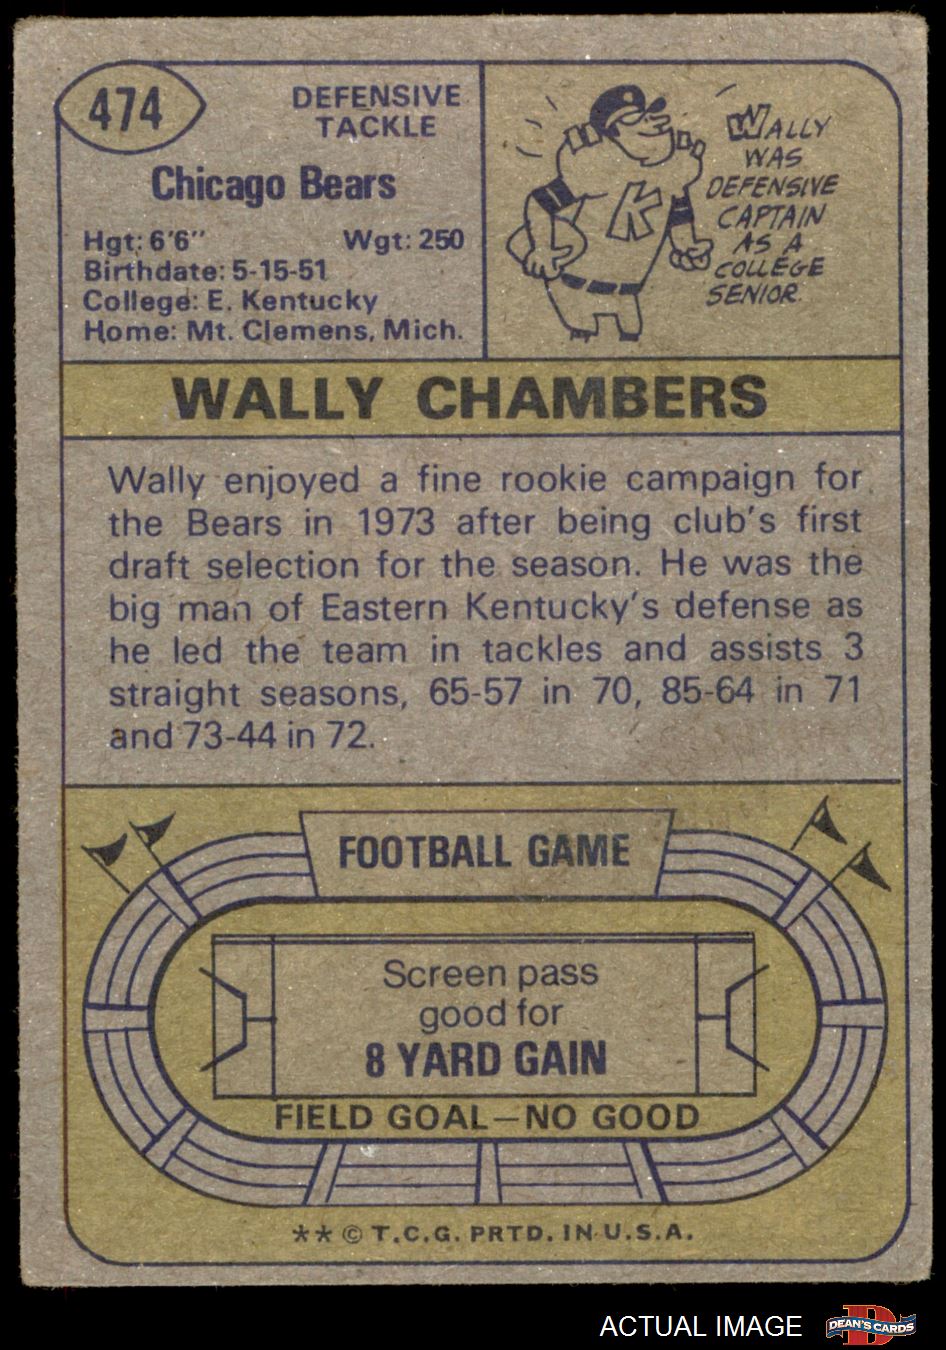 474
DEFENSIVE
TACKLE
Chicago Bears
Hgt: 6'6" Wgt: 250
Birthdate: 5-15-51
College: E. Kentucky
Home: Mt. Clemens, Mich.
K
WALLY
WAS
DEFENSIVE
CAPTAIN
AS A
COLLEGE
SENIOR.
WALLY CHAMBERS
Wally enjoyed a fine rookie campaign for
the Bears in 1973 after being club's first
draft selection for the season. He was the
big man of Eastern Kentucky's defense as
he led the team in tackles and assists 3
straight seasons, 65-57 in 70, 85-64 in 71
and 73-44 in 72.
FOOTBALL GAME
Screen pass
good for
8 YARD GAIN
FIELD GOAL—NO GOOD
** © T.C.G. PRTD. IN U.S.A.
ACTUAL IMAGE
D
DEAN'S CARDS